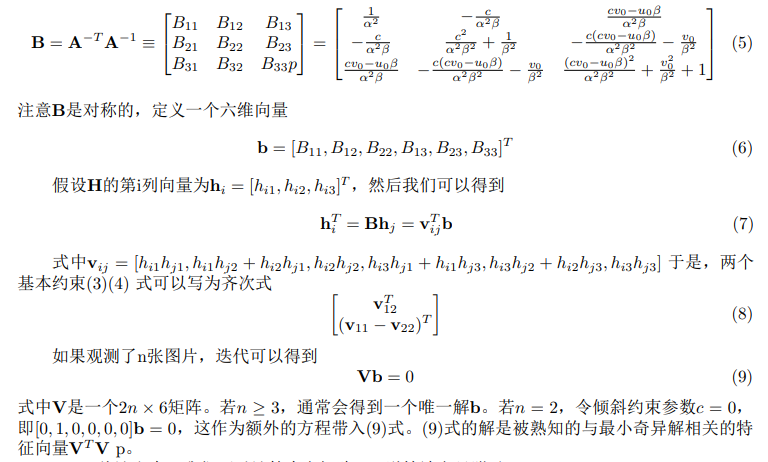 $$\mathbf{B} = \mathbf{A}^{-T}\mathbf{A}^{-1} \equiv \begin{bmatrix} B_{11} & B_{12} & B_{13} \\ B_{21} & B_{22} & B_{23} \\ B_{31} & B_{32} & B_{33}p \end{bmatrix} = \begin{bmatrix} \frac{1}{\alpha^2} & -\frac{c}{\alpha^2\beta} & \frac{cv_0-u_0\beta}{\alpha^2\beta} \\ -\frac{c}{\alpha^2\beta} & \frac{c^2}{\alpha^2\beta^2}+\frac{1}{\beta^2} & -\frac{c(cv_0-u_0\beta)}{\alpha^2\beta^2}-\frac{v_0}{\beta^2} \\ \frac{cv_0-u_0\beta}{\alpha^2\beta} & -\frac{c(cv_0-u_0\beta)}{\alpha^2\beta^2}-\frac{v_0}{\beta^2} & \frac{(cv_0-u_0\beta)^2}{\alpha^2\beta^2}+\frac{v_0^2}{\beta^2}+1 \end{bmatrix} \quad (5)$$
注意$\mathbf{B}$是对称的，定义一个六维向量
$$\mathbf{b} = [B_{11}, B_{12}, B_{22}, B_{13}, B_{23}, B_{33}]^T \quad (6)$$
假设$\mathbf{H}$的第i列向量为$\mathbf{h}_i = [h_{i1}, h_{i2}, h_{i3}]^T$，然后我们可以得到
$$\mathbf{h}_i^T = \mathbf{B}\mathbf{h}_j = \mathbf{v}_{ij}^T\mathbf{b} \quad (7)$$
式中$\mathbf{v}_{ij} = [h_{i1}h_{j1}, h_{i1}h_{j2} + h_{i2}h_{j1}, h_{i2}h_{j2}, h_{i3}h_{j1} + h_{i1}h_{j3}, h_{i3}h_{j2} + h_{i2}h_{j3}, h_{i3}h_{j3}]$ 于是，两个
基本约束(3)(4) 式可以写为齐次式
$$\begin{bmatrix} \mathbf{v}_{12}^T \\ (\mathbf{v}_{11} - \mathbf{v}_{22})^T \end{bmatrix} \quad (8)$$
如果观测了n张图片，迭代可以得到
$$\mathbf{V}\mathbf{b} = 0 \quad (9)$$
式中$\mathbf{V}$是一个$2n \times 6$矩阵。若$n \geq 3$，通常会得到一个唯一解$\mathbf{b}$。若$n = 2$，令倾斜约束参数$c = 0$，
即$[0, 1, 0, 0, 0, 0]\mathbf{b} = 0$，这作为额外的方程带入(9)式。(9)式的解是被熟知的与最小奇异解相关的特
征向量$\mathbf{V}^T\mathbf{V}$ p。